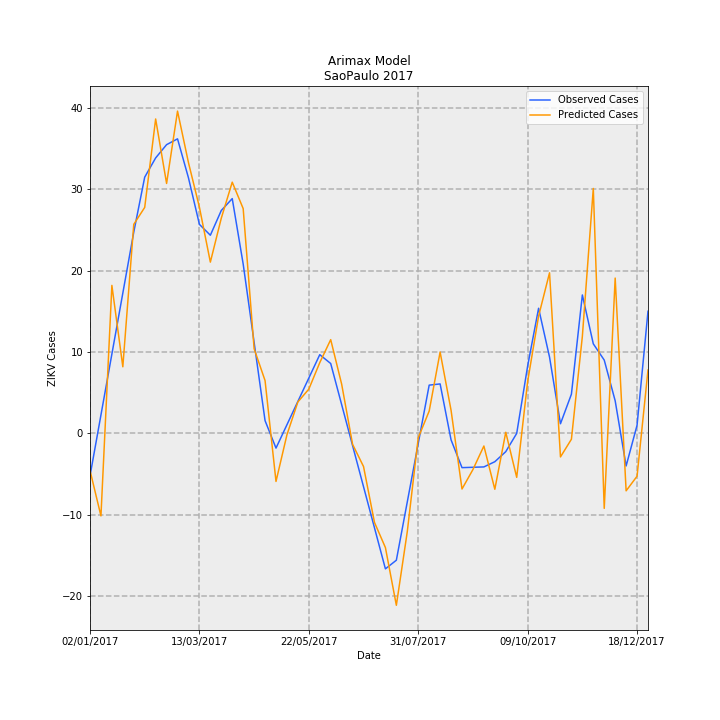 Arimax Model
SaoPaulo 2017
Observed Cases
Predicted Cases
ZIKV Cases
40
30
20
10
0
−10
−20
02/01/2017
13/03/2017
22/05/2017
31/07/2017
09/10/2017
18/12/2017
Date